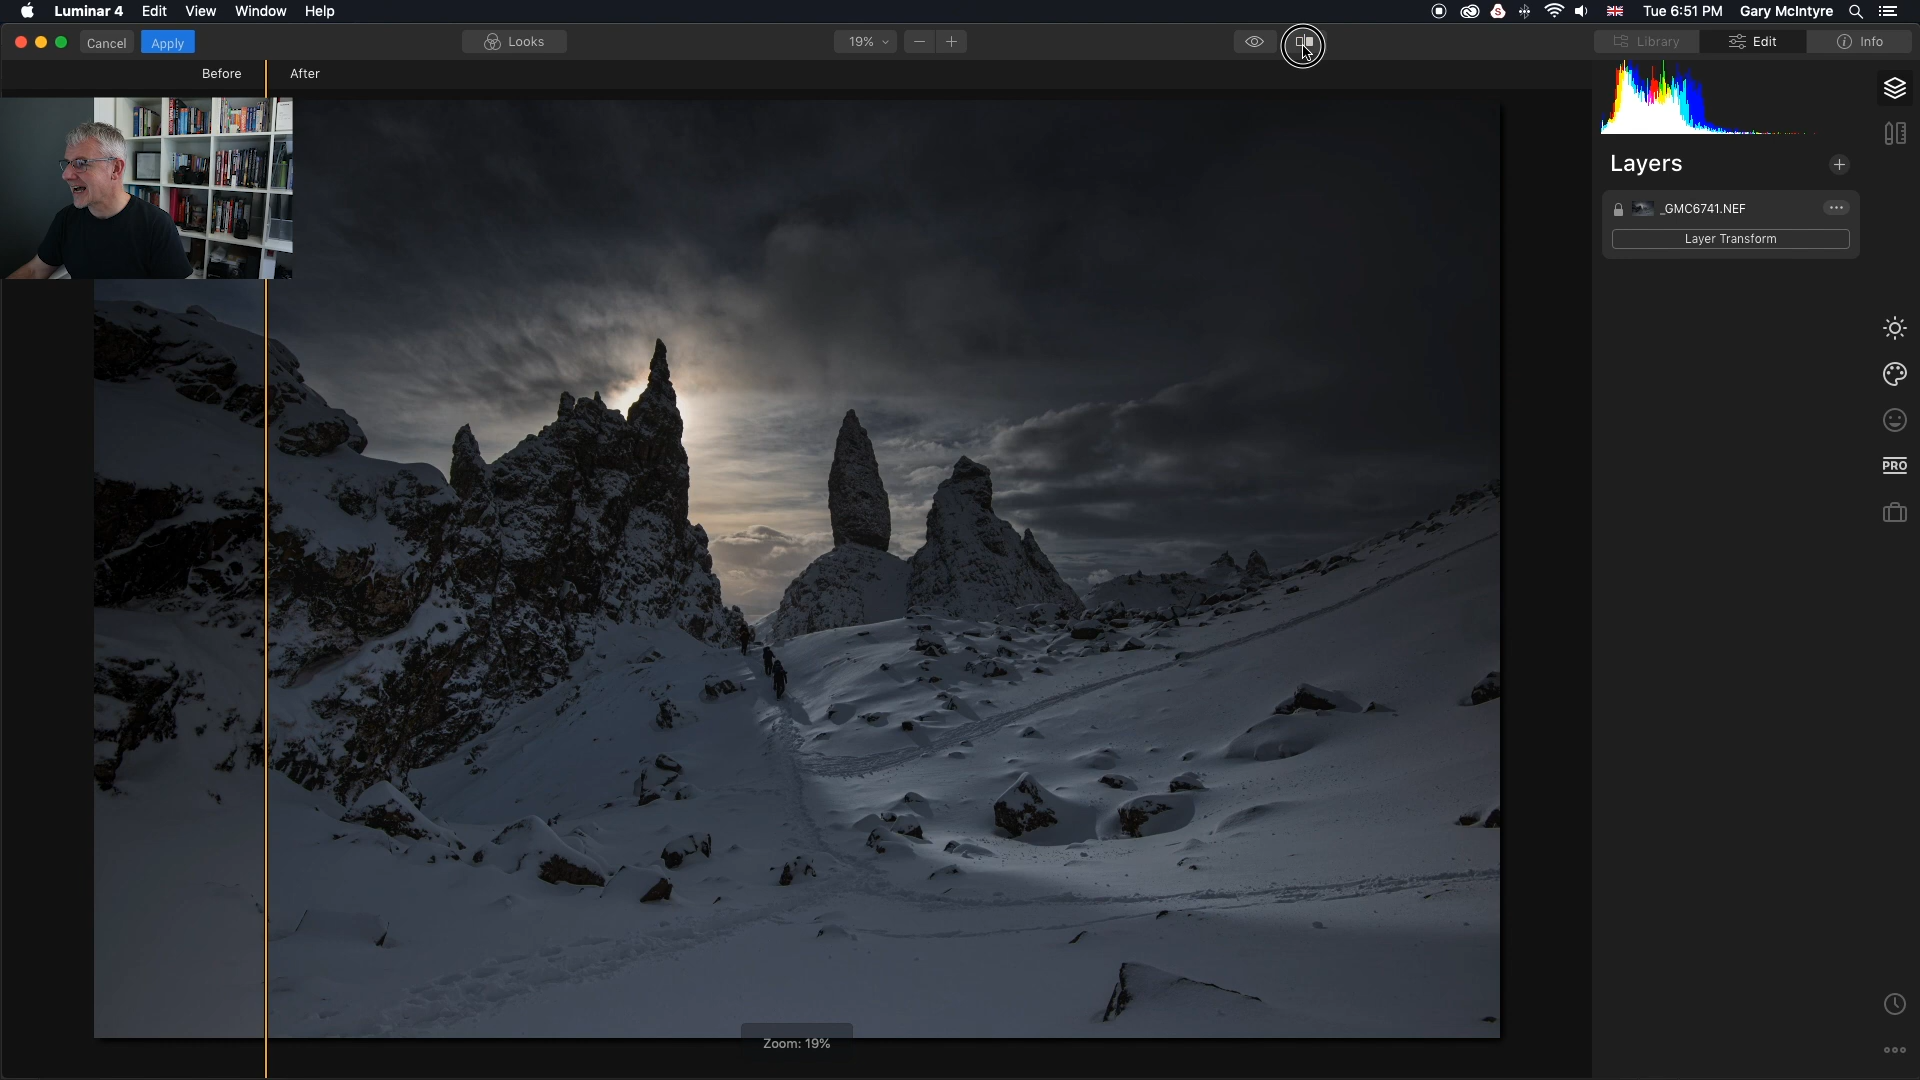 Luminar 4 Edit View Window Help
Tue 6:51 PM Gary McIntyre
Cancel Apply Looks 19% Library Edit Info
Before After
Layers
_GMC6741.NEF
Layer Transform
PRO
Zoom: 19%